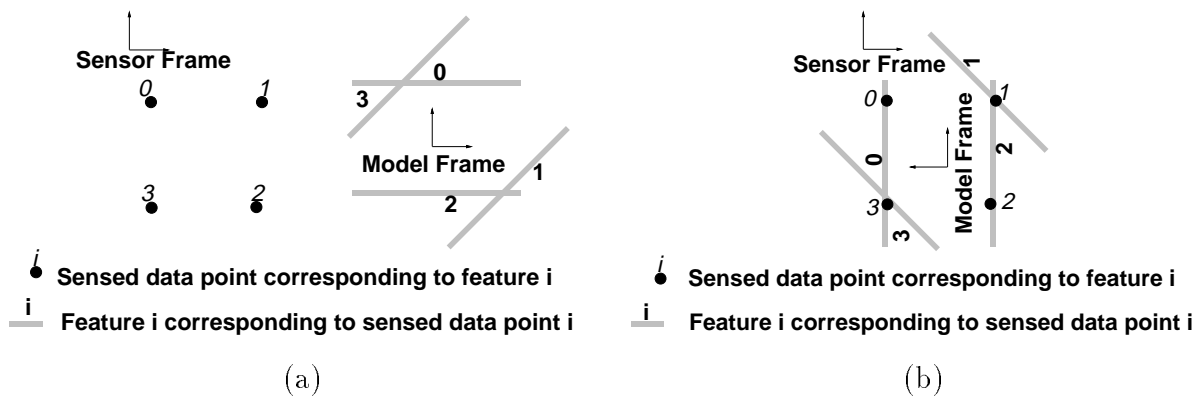 Sensor Frame
0
1
0
3
Model Frame
3
2
1
2
i
Sensed data point corresponding to feature i
i
Feature i corresponding to sensed data point i
(a)
Sensor Frame
1
0
1
0
Model Frame
2
3
2
3
i
Sensed data point corresponding to feature i
i
Feature i corresponding to sensed data point i
(b)